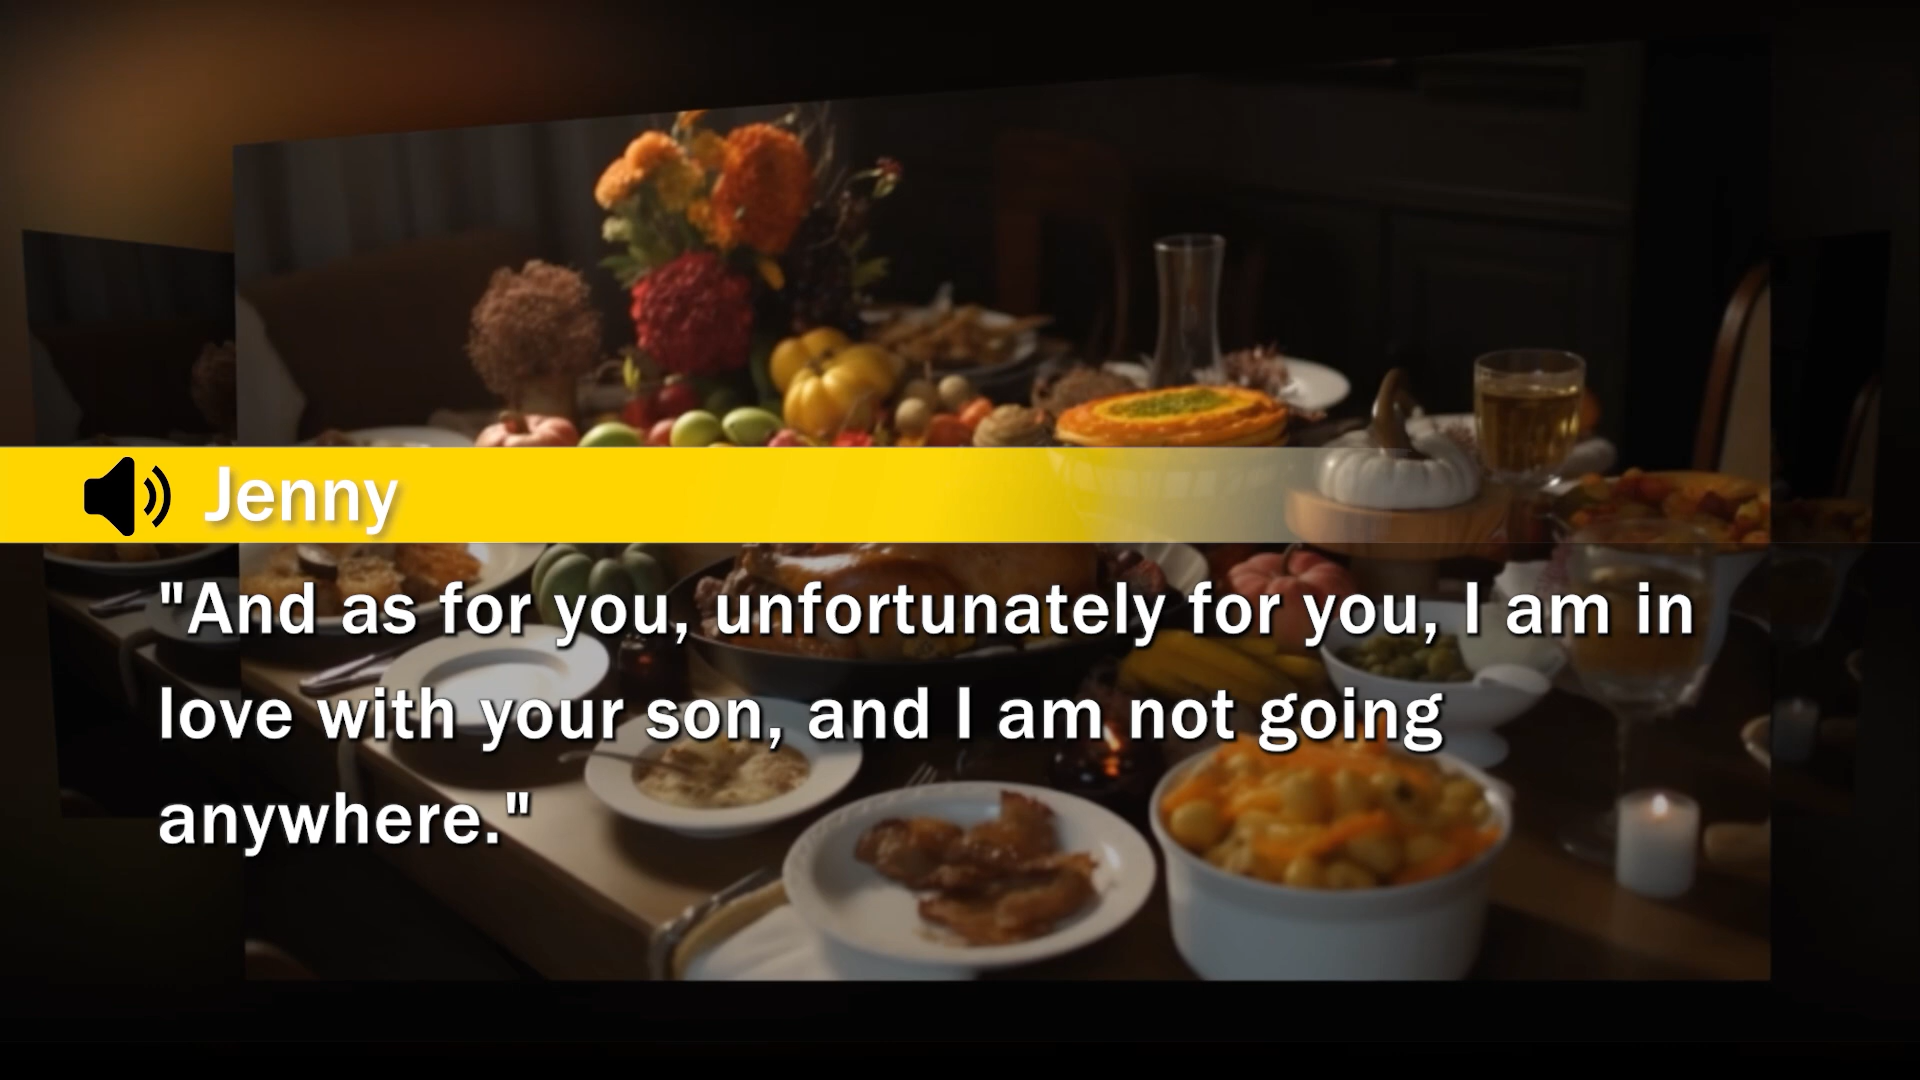 Jenny
"And as for you, unfortunately for you, I am in
love with your son, and I am not going
anywhere."